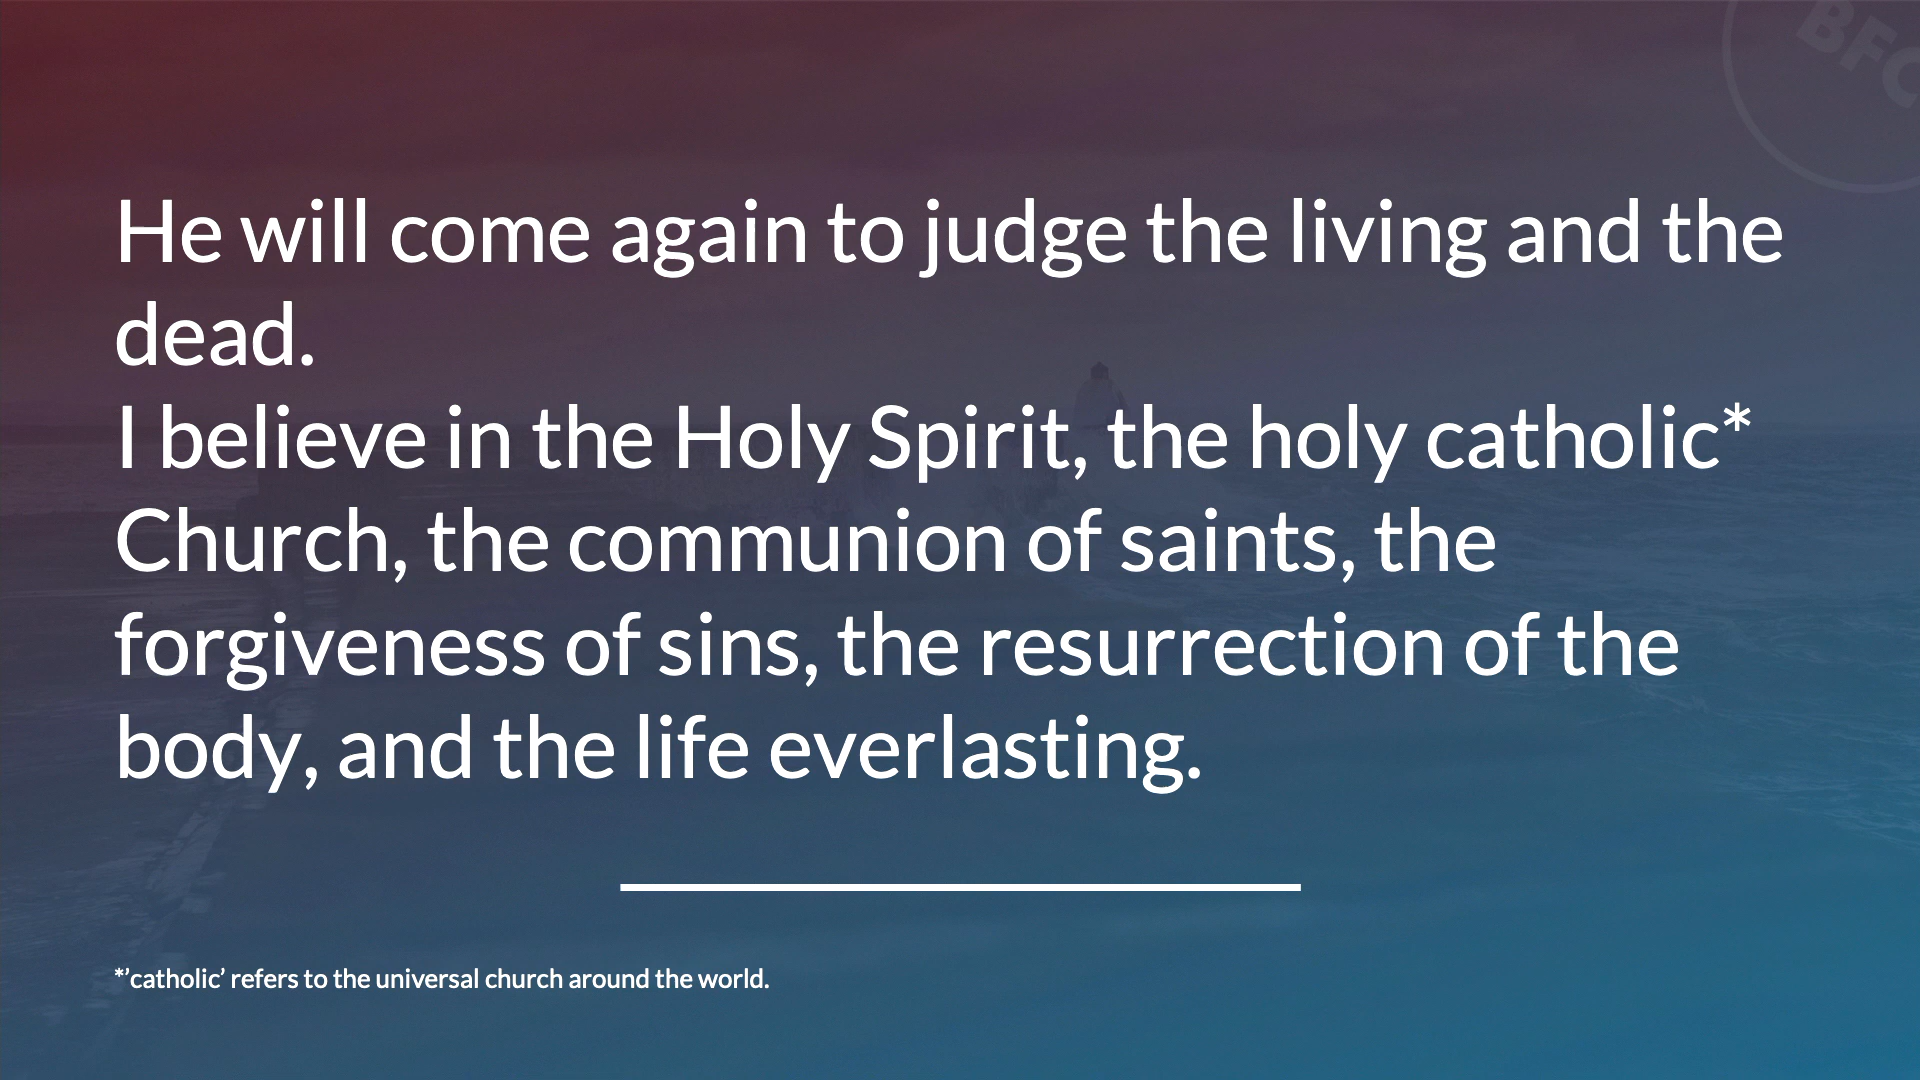 BFC
He will come again to judge the living and the
dead.
I believe in the Holy Spirit, the holy catholic*
Church, the communion of saints, the
forgiveness of sins, the resurrection of the
body, and the life everlasting.
*’catholic’ refers to the universal church around the world.